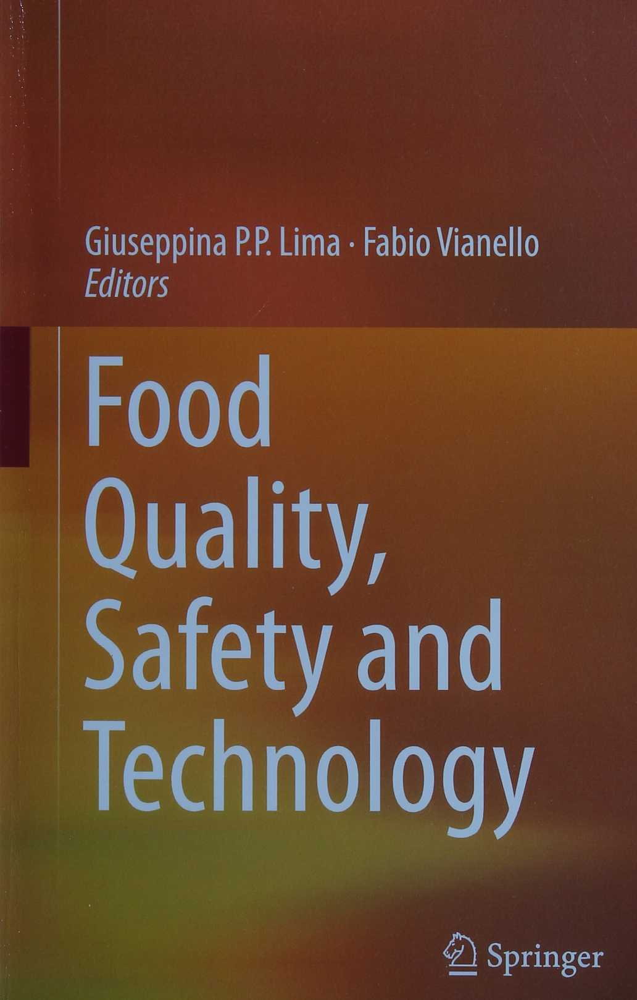 Giuseppina P.P. Lima · Fabio Vianello
Editors
Food
Quality,
Safety and
Technology
Springer